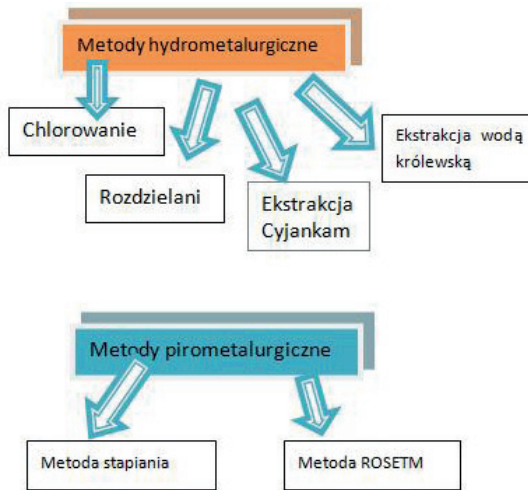 Metody hydrometalurgiczne
Chlorowanie
Rozdzielani
Ekstrakcja
Cyjankam
Ekstrakcja wodą
królewską
Metody pirometalurgiczne
Metoda stapiania
Metoda ROSETM